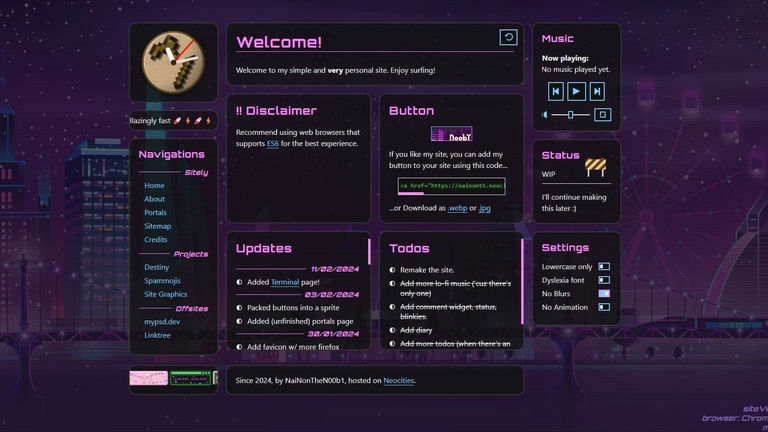 Blazingly fast
Navigations
Sitely
Home
About
Portals
Sitemap
Credits
Projects
Destiny
Spammojis
Site Graphics
Offsites
mypsd.dev
Linktree
Welcome!
Welcome to my simple and very personal site. Enjoy surfing!
!! Disclaimer
Recommend using web browsers that
supports ES6 for the best experience.
Button
NoobY
If you like my site, you can add my
button to your site using this code...
<a href="https://nainonth.neoci
...or Download as .webp or .jpg
Updates
11/02/2024
Added Terminal page!
03/02/2024
Packed buttons into a sprite
Added (unfinished) portals page
30/01/2024
Add favicon w/ more firefox
Todos
Remake the site.
Add more lo-fi music ('cuz there's
only one)
Add comment widget, status,
blinkies.
Add diary
Add more todos (when there's an
Since 2024, by NaiNonTheN00b1, hosted on Neocities.
Music
Now playing:
No music played yet.
Status
WIP
I'll continue making
this later :)
Settings
Lowercase only
Dyslexia font
No Blurs
No Animation
siteVe
browser: Chrom